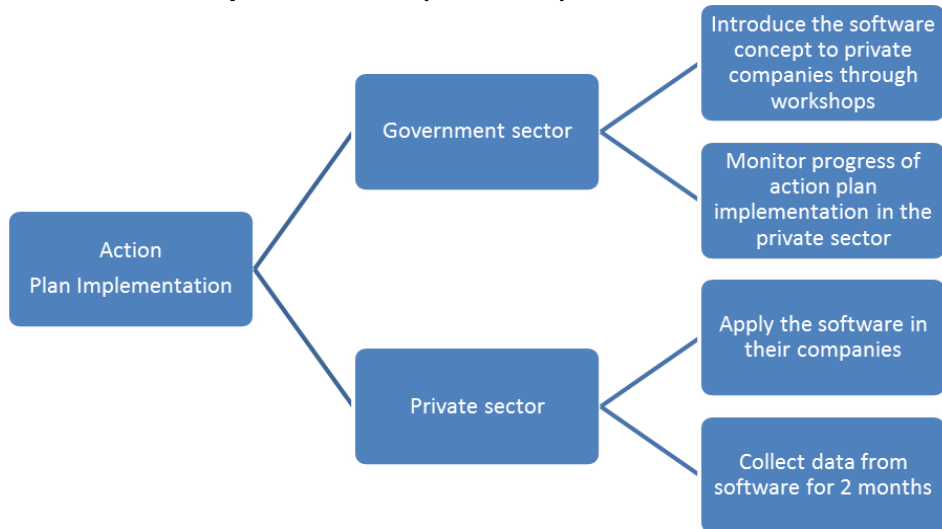 Action
Plan Implementation
Government sector
Introduce the software
concept to private
companies through
workshops
Monitor progress of
action plan
implementation in the
private sector
Private sector
Apply the software in
their companies
Collect data from
software for 2 months